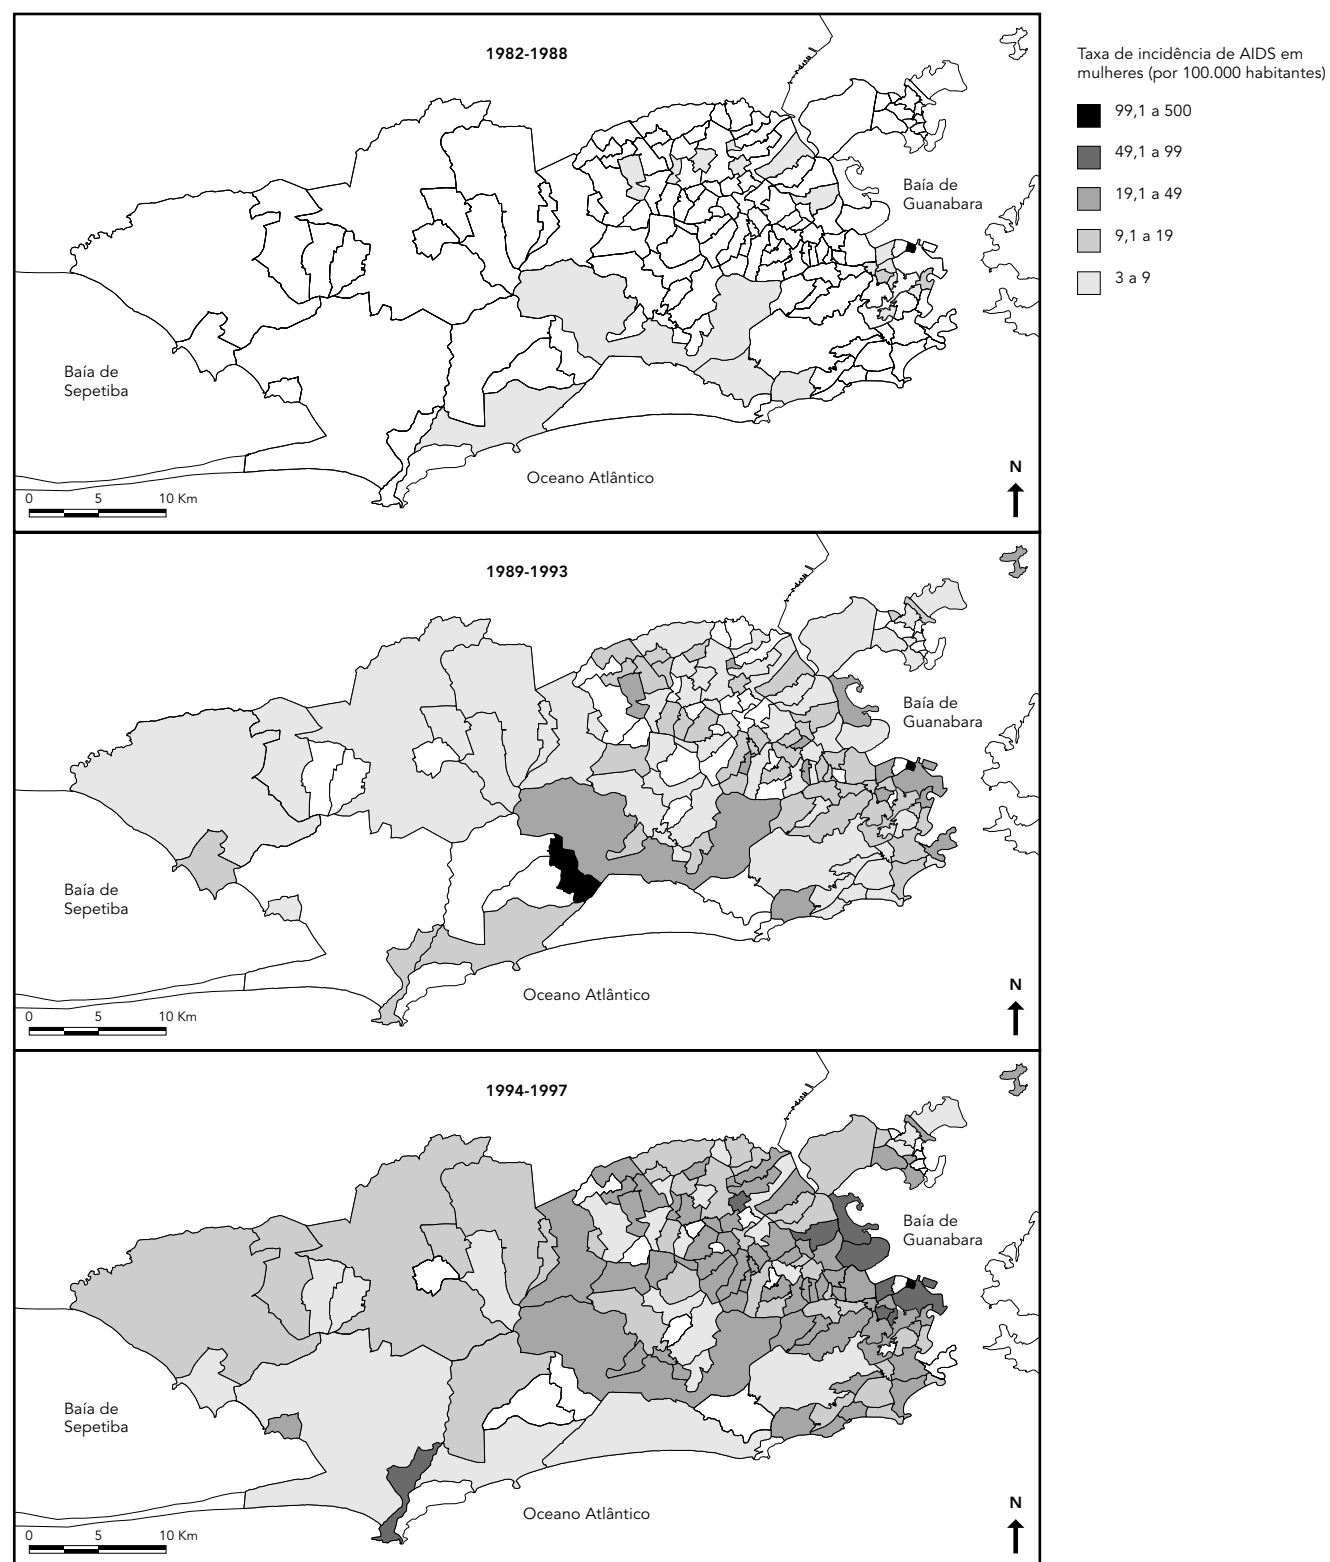 1982-1988
Baía de
Guanabara
Baía de
Sepetiba
Oceano Atlântico
N
0 5 10 Km
Taxa de incidência de AIDS em
mulheres (por 100.000 habitantes)
99,1 a 500
49,1 a 99
19,1 a 49
9,1 a 19
3 a 9
1989-1993
Baía de
Guanabara
Baía de
Sepetiba
Oceano Atlântico
N
0 5 10 Km
1994-1997
Baía de
Guanabara
Baía de
Sepetiba
Oceano Atlântico
N
0 5 10 Km